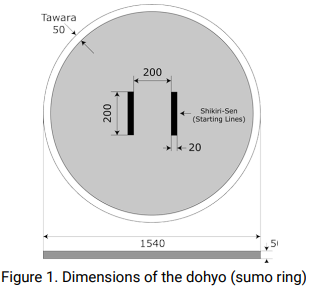 Tawara
50
200
200
Shikiri-Sen
(Starting Lines)
20
1540
Figure 1. Dimensions of the dohyo (sumo ring)